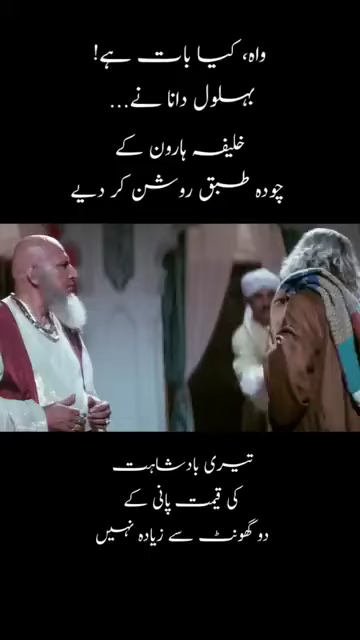 واہ، کیا بات ہے!
بہلول دانا نے...
خلیفہ ہارون کے
چودہ طبق روشن کر دیے
تیری بادشاہت
کی قیمت پانی کے
دو گھونٹ سے زیادہ نہیں